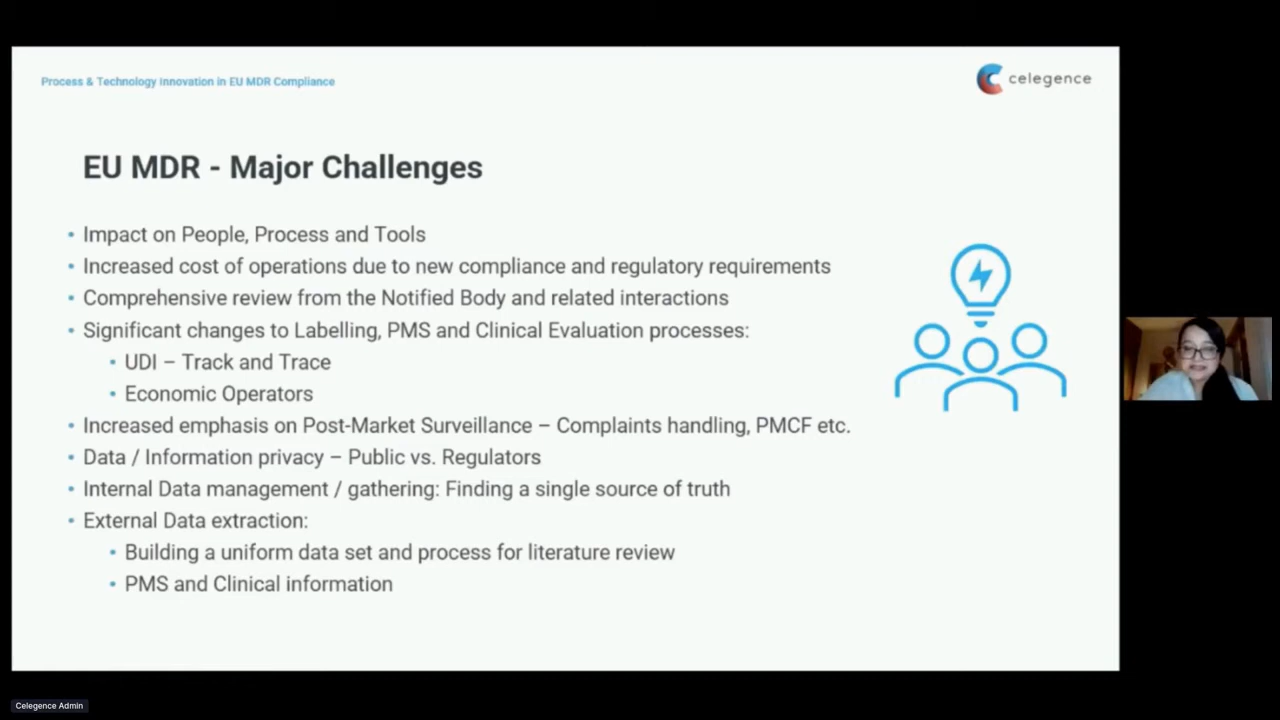 Process & Technology Innovation in EU MDR Compliance
celegence
EU MDR - Major Challenges
• Impact on People, Process and Tools
• Increased cost of operations due to new compliance and regulatory requirements
• Comprehensive review from the Notified Body and related interactions
• Significant changes to Labelling, PMS and Clinical Evaluation processes:
• UDI – Track and Trace
• Economic Operators
• Increased emphasis on Post-Market Surveillance – Complaints handling, PMCF etc.
• Data / Information privacy – Public vs. Regulators
• Internal Data management / gathering: Finding a single source of truth
• External Data extraction:
• Building a uniform data set and process for literature review
• PMS and Clinical information
Celegence Admin